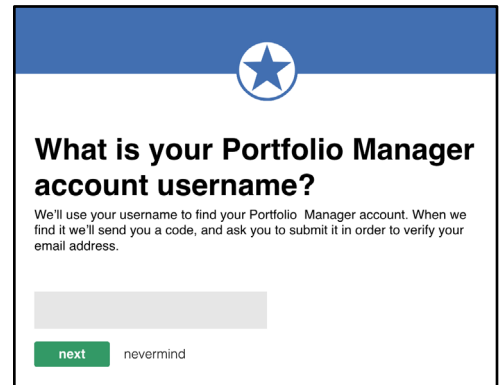 What is your Portfolio Manager
account username?
We'll use your username to find your Portfolio  Manager account. When we
find it we'll send you a code, and ask you to submit it in order to verify your
email address.
next
nevermind